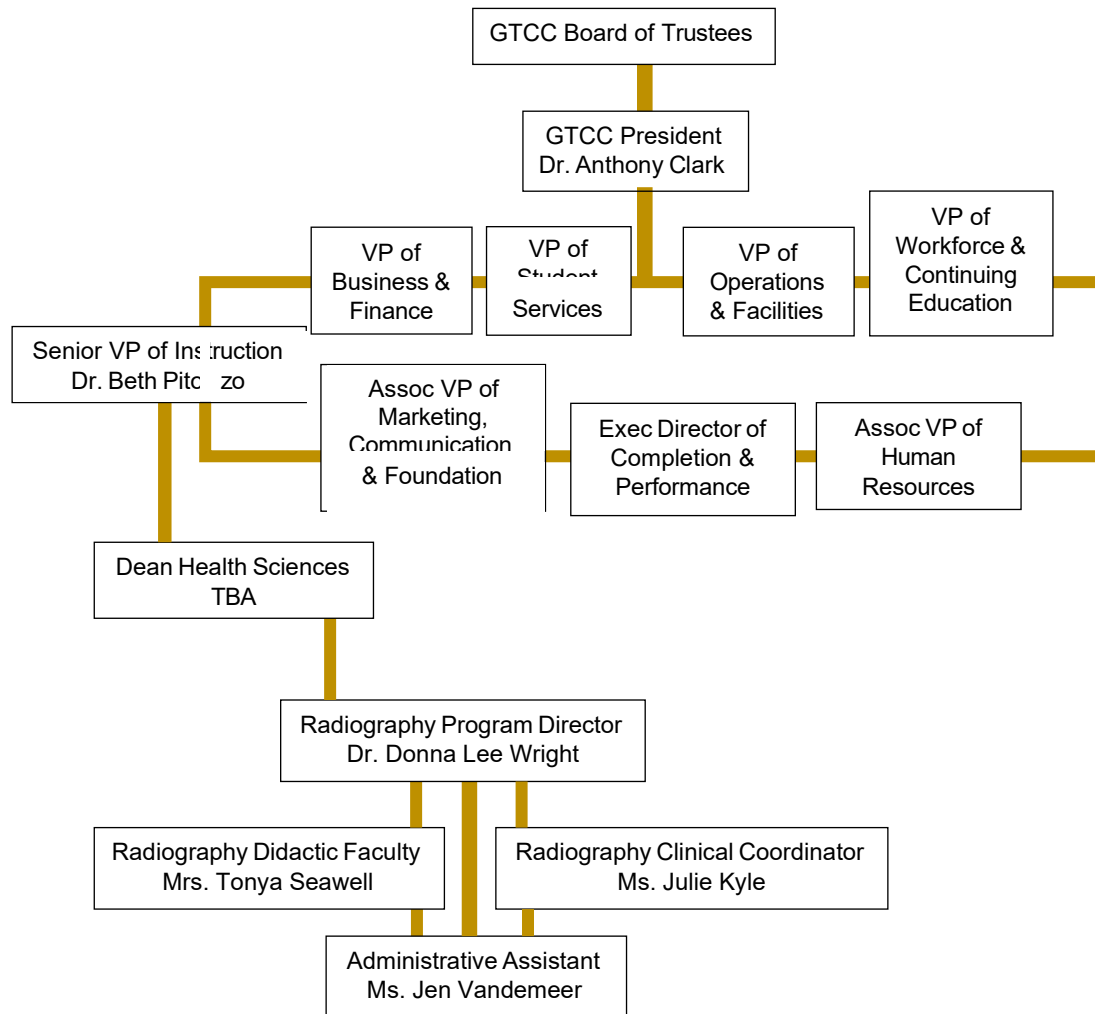 GTCC Board of Trustees
GTCC President
Dr. Anthony Clark
VP of
Business &
Finance
VP of
Student
Services
VP of
Operations
& Facilities
VP of
Workforce &
Continuing
Education
Senior VP of Instruction
Dr. Beth
Assoc VP of
Marketing,
Communication
& Foundation
Exec Director of
Completion &
Performance
Assoc VP of
Human
Resources
Dean Health Sciences
TBA
Radiography Program Director
Dr. Donna Lee Wright
Radiography Didactic Faculty
Mrs. Tonya Seawell
Radiography Clinical Coordinator
Ms. Julie Kyle
Administrative Assistant
Ms. Jen Vandemeer